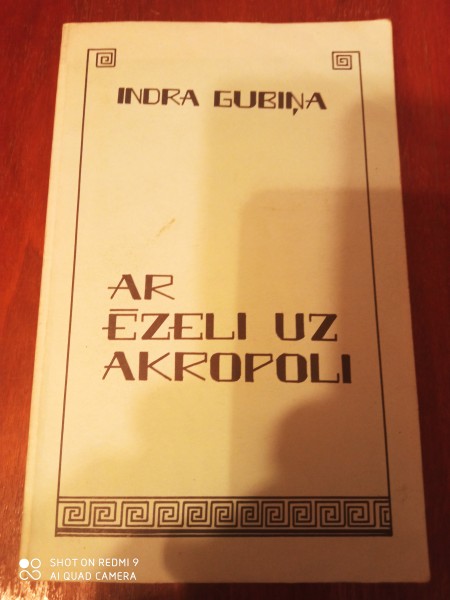 INDRA GUBIŅA
AR
ĒZELI UZ
AKROPOLI
SHOT ON REDMI 9
AI QUAD CAMERA